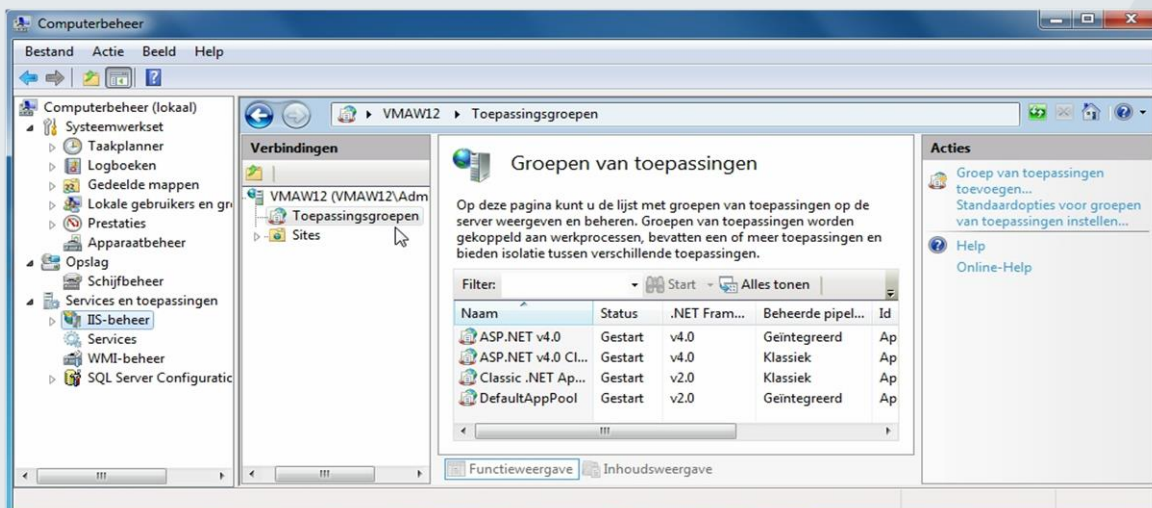 Computerbeheer
Bestand Actie Beeld Help
Computerbeheer (lokaal)
Systeemwerkset
Taakplanner
Logboeken
Gedeelde mappen
Lokale gebruikers en gr
Prestaties
Apparaatbeheer
Opslag
Schijfbeheer
Services en toepassingen
IIS-beheer
Services
WMI-beheer
SQL Server Configuratic
VMAW12 Toepassingsgroepen
Verbindingen
VMAW12 (VMAW12\Adm
Toepassingsgroepen
Sites
Groepen van toepassingen
Op deze pagina kunt u de lijst met groepen van toepassingen op de
server weergeven en beheren. Groepen van toepassingen worden
gekoppeld aan werkprocessen, bevatten een of meer toepassingen en
bieden isolatie tussen verschillende toepassingen.
Filter: Start Alles tonen
Naam Status .NET Fram... Beheerde pipel... Id
ASP.NET v4.0 Gestart v4.0 Geïntegreerd Ap
ASP.NET v4.0 Cl... Gestart v4.0 Klassiek Ap
Classic .NET Ap... Gestart v2.0 Klassiek Ap
DefaultAppPool Gestart v2.0 Geïntegreerd Ap
Functieweergave Inhoudsweergave
Acties
Groep van toepassingen
toevoegen...
Standaardopties voor groepen
van toepassingen instellen...
Help
Online-Help